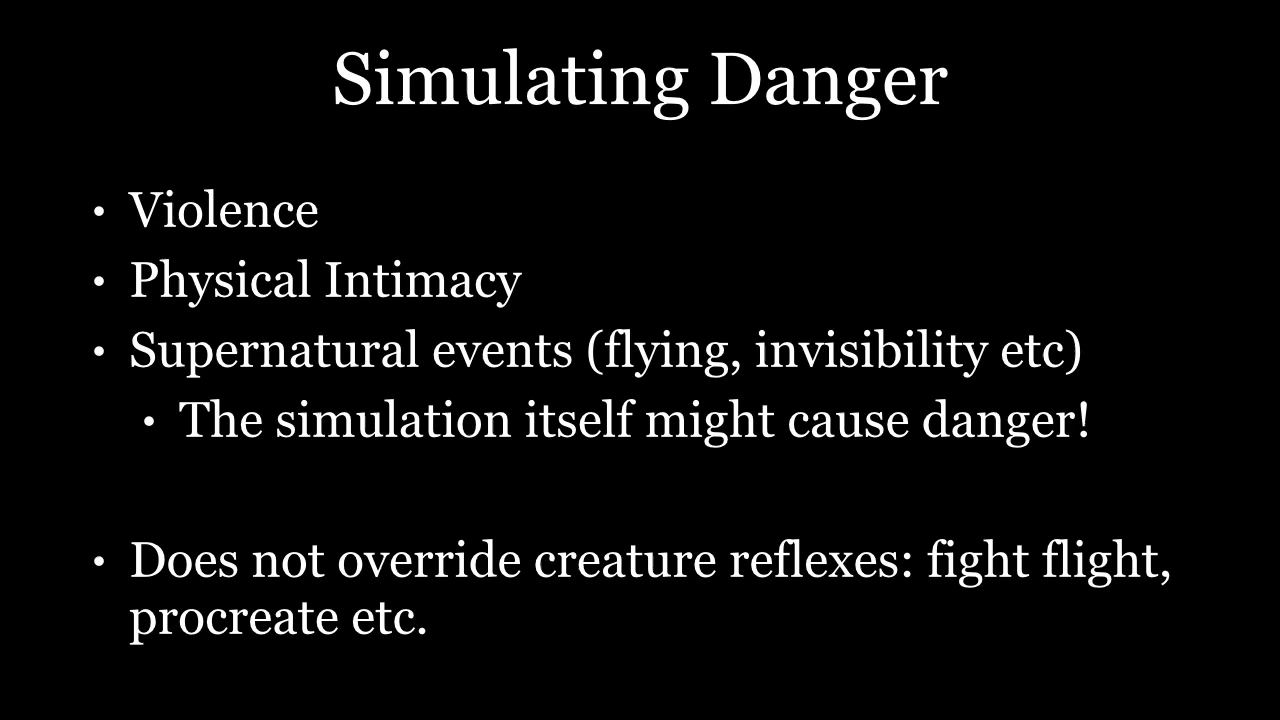 Simulating Danger
• Violence
• Physical Intimacy
• Supernatural events (flying, invisibility etc)
• The simulation itself might cause danger!
• Does not override creature reflexes: fight flight,
procreate etc.